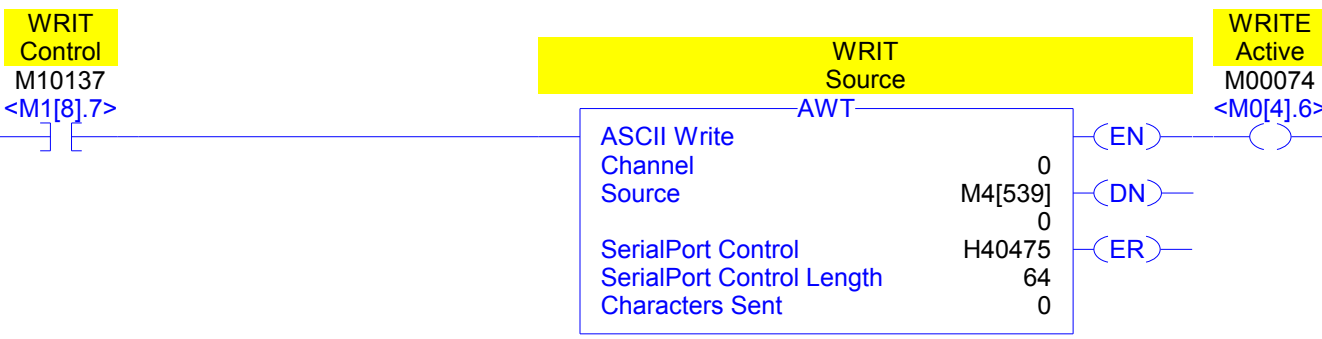 WRIT
Control
M10137
<M1[8].7>
WRIT
Source
AWT
ASCII Write
Channel 0
Source M4[539]
0
SerialPort Control H40475
SerialPort Control Length 64
Characters Sent 0
EN
DN
ER
WRITE
Active
M00074
<M0[4].6>